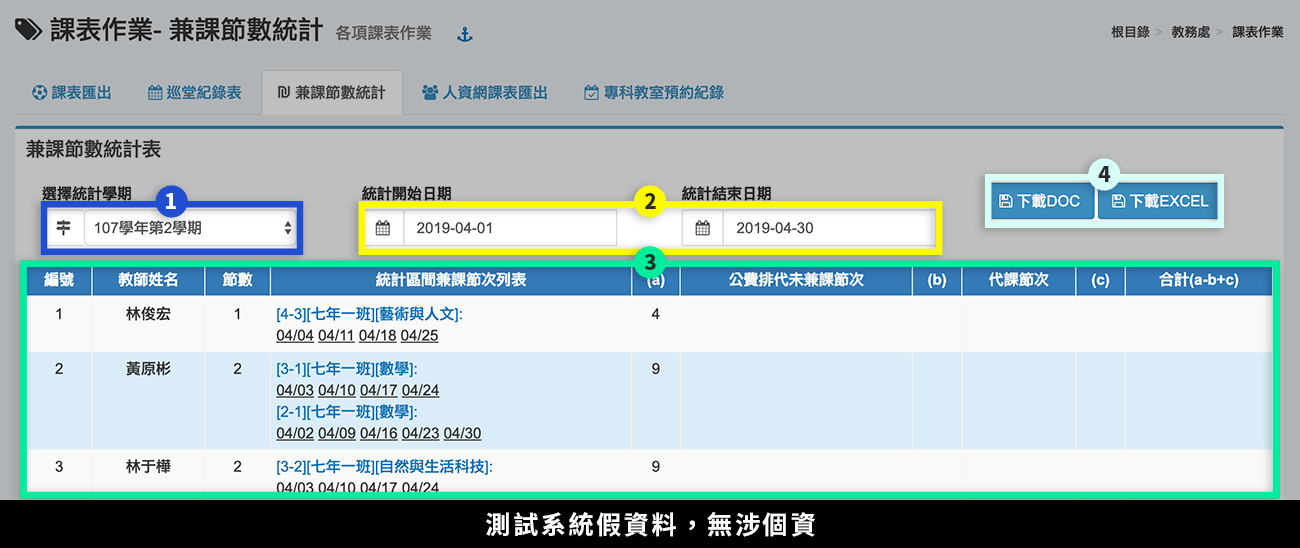 課表作業- 兼課節數統計 各項課表作業
根目錄 > 教務處 > 課表作業
課表匯出 巡堂紀錄表 兼課節數統計 人資網課表匯出 專科教室預約紀錄
兼課節數統計表
選擇統計學期 統計開始日期 統計結束日期
1 2 4
107學年第2學期 2019-04-01 2019-04-30 下載DOC 下載EXCEL
3
編號 教師姓名 節數 統計區間兼課節次列表 (a) 公費排代未兼課節次 (b) 代課節次 (c) 合計(a-b+c)
1 林俊宏 1 [4-3][七年一班][藝術與人文]: 4
04/04 04/11 04/18 04/25
2 黃原彬 2 [3-1][七年一班][數學]: 9
04/03 04/10 04/17 04/24
[2-1][七年一班][數學]:
04/02 04/09 04/16 04/23 04/30
3 林于樺 2 [3-2][七年一班][自然與生活科技]: 9
04/03 04/10 04/17 04/24
測試系統假資料，無涉個資